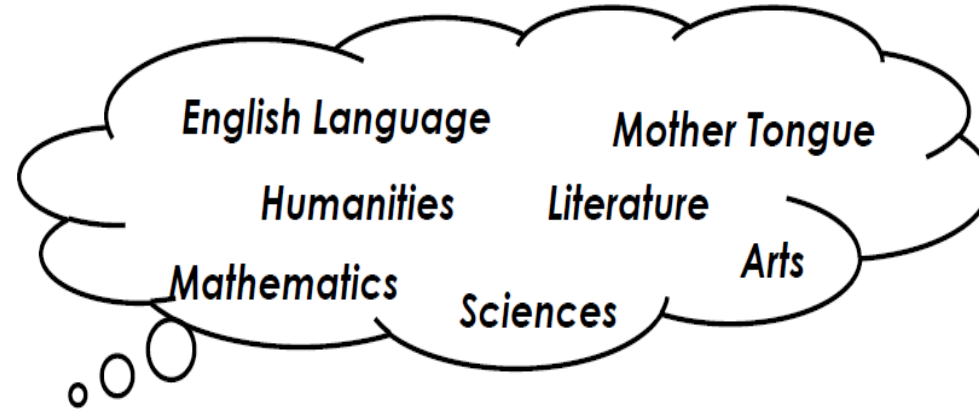 English Language
Mother Tongue
Humanities
Literature
Arts
Mathematics
Sciences